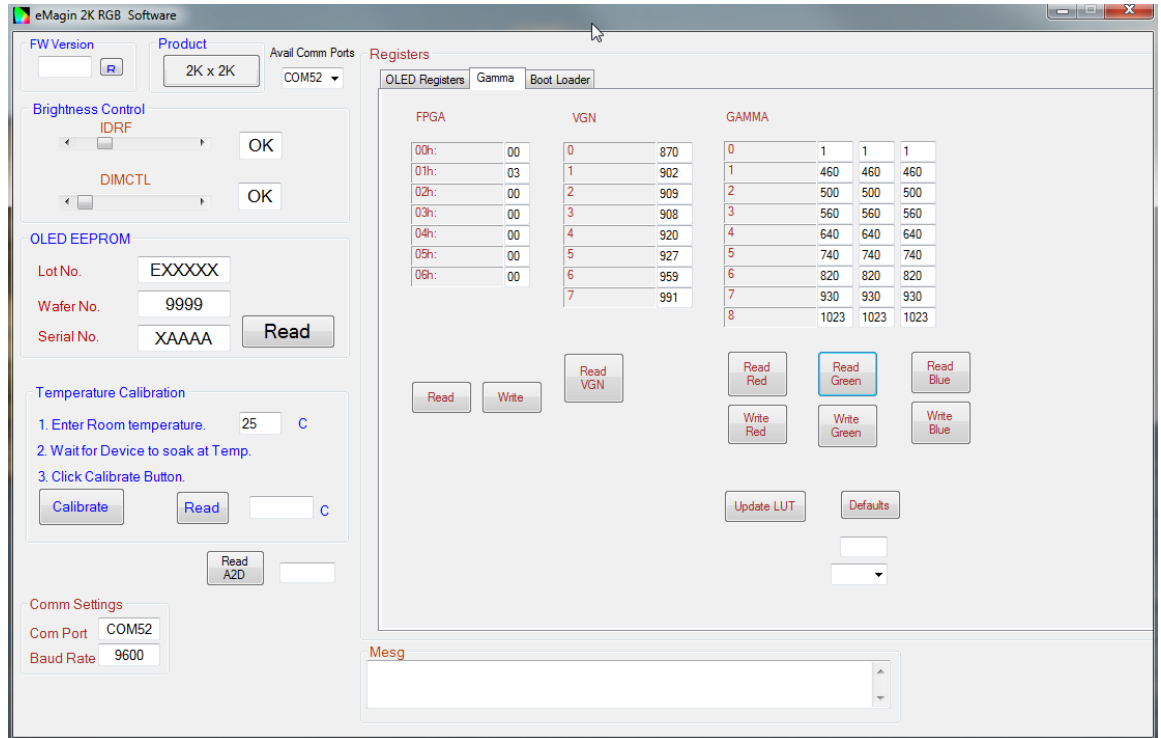 eMagin 2K RGB Software
FW Version
R
Product
2K x 2K
Avail Comm Ports
COM52
Brightness Control
IDRF
OK
DIMCTL
OK
OLED EEPROM
Lot No. EXXXXX
Wafer No. 9999
Serial No. XAAAA
Read
Temperature Calibration
1. Enter Room temperature. 25 C
2. Wait for Device to soak at Temp.
3. Click Calibrate Button.
Calibrate Read C
Read
A2D
Comm Settings
Com Port COM52
Baud Rate 9600
Registers
OLED Registers Gamma Boot Loader
FPGA VGN GAMMA
00h: 00 0 870 0 1 1 1
01h: 03 1 902 1 460 460 460
02h: 00 2 909 2 500 500 500
03h: 00 3 908 3 560 560 560
04h: 00 4 920 4 640 640 640
05h: 00 5 927 5 740 740 740
06h: 00 6 959 6 820 820 820
7 991 7 930 930 930
8 1023 1023 1023
Read Write
Read
VGN
Read
Red
Read
Green
Read
Blue
Write
Red
Write
Green
Write
Blue
Update LUT Defaults
Mesg